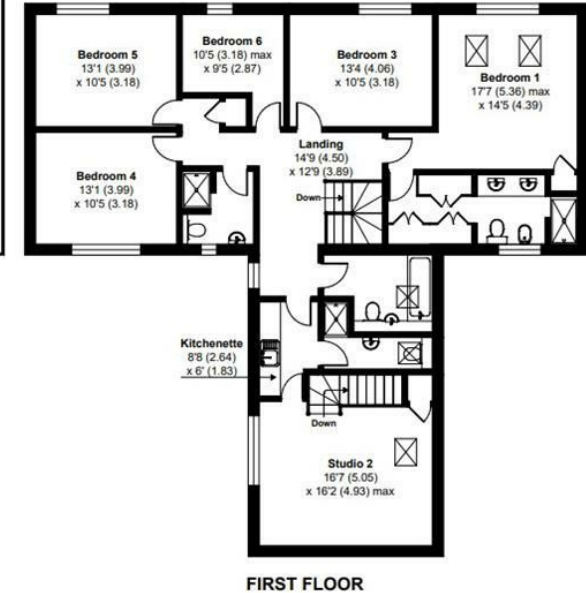 Bedroom 5
13'1 (3.99)
x 10'5 (3.18)
Bedroom 6
10'5 (3.18) max
x 9'5 (2.87)
Bedroom 3
13'4 (4.06)
x 10'5 (3.18)
Bedroom 1
17'7 (5.36) max
x 14'5 (4.39)
Landing
14'9 (4.50)
x 12'9 (3.89)
Bedroom 4
13'1 (3.99)
x 10'5 (3.18)
Down
Kitchenette
8'8 (2.64)
x 6' (1.83)
Down
Studio 2
16'7 (5.05)
x 16'2 (4.93) max
FIRST FLOOR